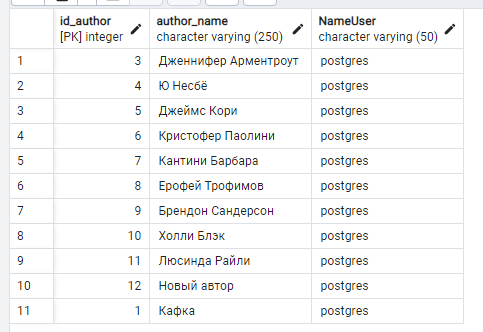 id_author author_name NameUser
[PK] integer character varying (250) character varying (50)
1 3 Дженнифер Арментроут postgres
2 4 Ю Несбё postgres
3 5 Джеймс Кори postgres
4 6 Кристофер Паолини postgres
5 7 Кантини Барбара postgres
6 8 Ерофей Трофимов postgres
7 9 Брендон Сандерсон postgres
8 10 Холли Блэк postgres
9 11 Люсинда Райли postgres
10 12 Новый автор postgres
11 1 Кафка postgres